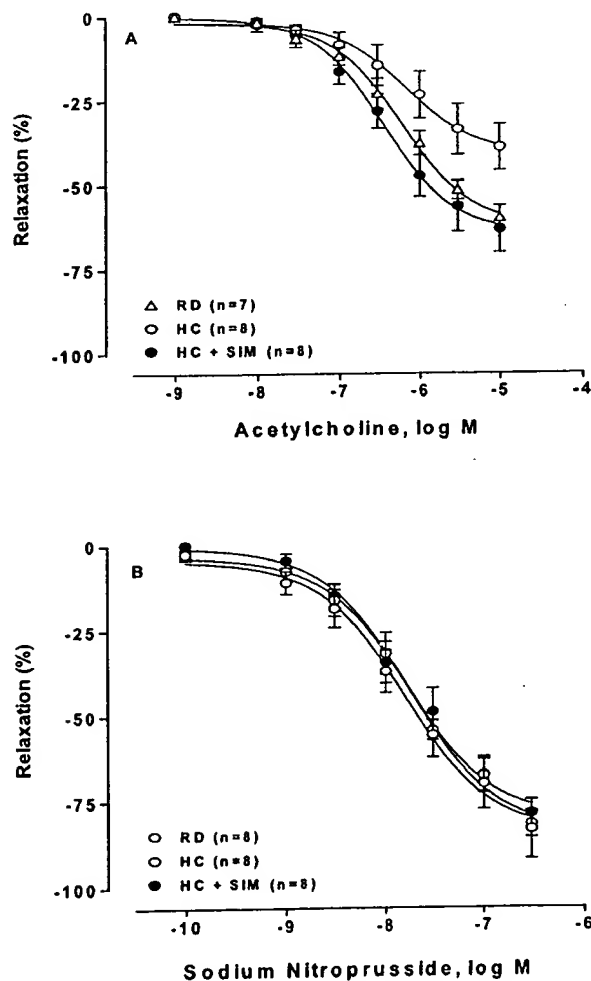 A
0
-25
-50
-75
-100
Relaxation (%)
RD (n=7)
HC (n=8)
HC + SIM (n=8)
-9 -8 -7 -6 -5 -4
Acetylcholine, log M
B
0
-25
-50
-75
-100
Relaxation (%)
RD (n=8)
HC (n=8)
HC + SIM (n=8)
-10 -9 -8 -7 -6
Sodium Nitroprusside, log M